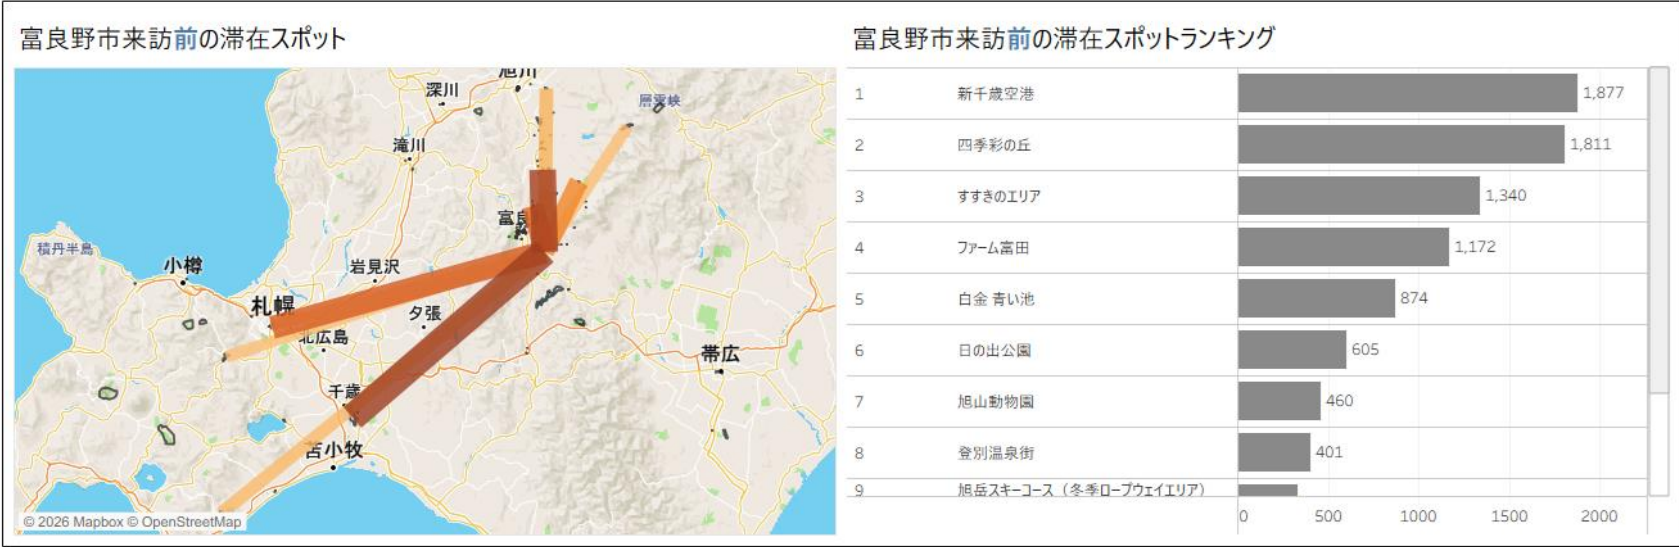 富良野市来訪前の滞在スポット
旭川
深川
層雲峡
滝川
富良
積丹半島
小樽
岩見沢
札幌
夕張
北広島
帯広
千歳
苫小牧
© 2026 Mapbox © OpenStreetMap
富良野市来訪前の滞在スポットランキング
1 新千歳空港 1,877
2 四季彩の丘 1,811
3 すすきのエリア 1,340
4 ファーム富田 1,172
5 白金 青い池 874
6 日の出公園 605
7 旭山動物園 460
8 登別温泉街 401
9 旭岳スキーコース（冬季ロープウェイエリア）
0 500 1000 1500 2000